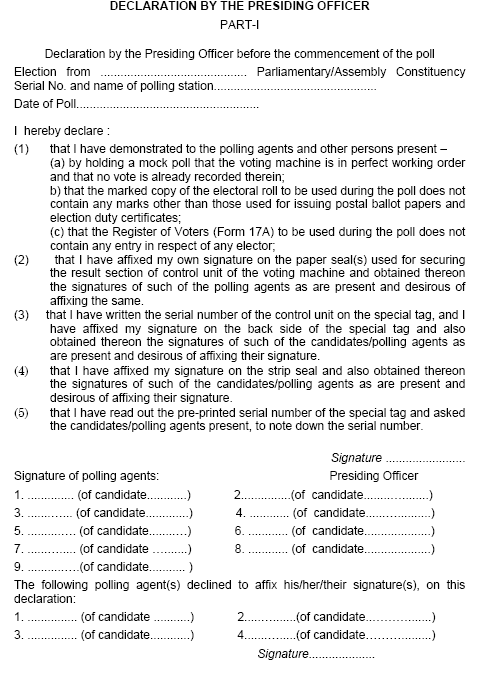 DECLARATION BY THE PRESIDING OFFICER
PART-I
Declaration by the Presiding Officer before the commencement of the poll
Election from ............................................ Parliamentary/Assembly Constituency
Serial No. and name of polling station.................................................
Date of Poll.......................................................
I hereby declare :
(1) that I have demonstrated to the polling agents and other persons present –
(a) by holding a mock poll that the voting machine is in perfect working order
and that no vote is already recorded therein;
b) that the marked copy of the electoral roll to be used during the poll does not
contain any marks other than those used for issuing postal ballot papers and
election duty certificates;
(c) that the Register of Voters (Form 17A) to be used during the poll does not
contain any entry in respect of any elector;
(2) that I have affixed my own signature on the paper seal(s) used for securing
the result section of control unit of the voting machine and obtained thereon
the signatures of such of the polling agents as are present and desirous of
affixing the same.
(3) that I have written the serial number of the control unit on the special tag, and I
have affixed my signature on the back side of the special tag and also
obtained thereon the signatures of such of the candidates/polling agents as
are present and desirous of affixing their signature.
(4) that I have affixed my signature on the strip seal and also obtained thereon
the signatures of such of the candidates/polling agents as are present and
desirous of affixing their signature.
(5) that I have read out the pre-printed serial number of the special tag and asked
the candidates/polling agents present, to note down the serial number.
Signature ........................
Signature of polling agents: Presiding Officer
1. .............. (of candidate............) 2...............(of candidate....................)
3. .............. (of candidate.............) 4. ............ (of candidate....................)
5. .............. (of candidate...........) 6. ............ (of candidate....................)
7. .............. (of candidate ...........) 8. ............ (of candidate....................)
9. ...............(of candidate........... )
The following polling agent(s) declined to affix his/her/their signature(s), on this
declaration:
1. ............... (of candidate ...........) 2...............(of candidate....................)
3. ............... (of candidate............) 4...............(of candidate....................)
Signature....................